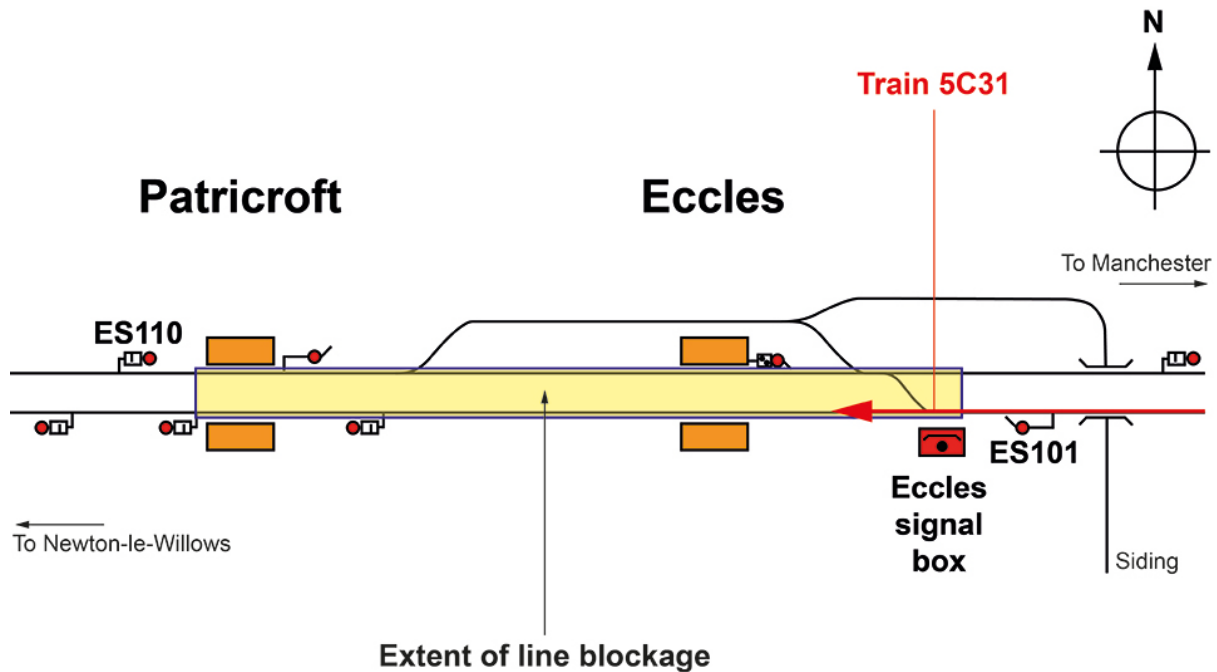 N
Train 5C31
Patricroft
Eccles
To Manchester
ES110
ES101
Eccles
signal
box
To Newton-le-Willows
Siding
Extent of line blockage